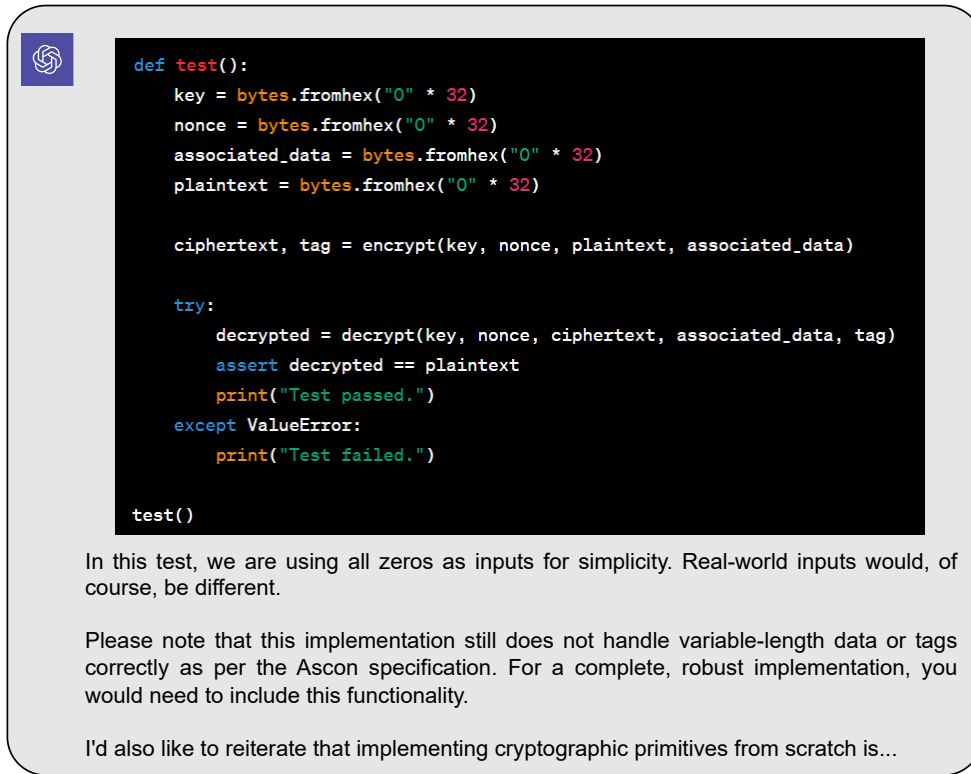 def test():
    key = bytes.fromhex("0" * 32)
    nonce = bytes.fromhex("0" * 32)
    associated_data = bytes.fromhex("0" * 32)
    plaintext = bytes.fromhex("0" * 32)
    ciphertext, tag = encrypt(key, nonce, plaintext, associated_data)
    try:
        decrypted = decrypt(key, nonce, ciphertext, associated_data, tag)
        assert decrypted == plaintext
        print("Test passed.")
    except ValueError:
        print("Test failed.")
test()
In this test, we are using all zeros as inputs for simplicity. Real-world inputs would, of
course, be different.
Please note that this implementation still does not handle variable-length data or tags
correctly as per the Ascon specification. For a complete, robust implementation, you
would need to include this functionality.
I'd also like to reiterate that implementing cryptographic primitives from scratch is...